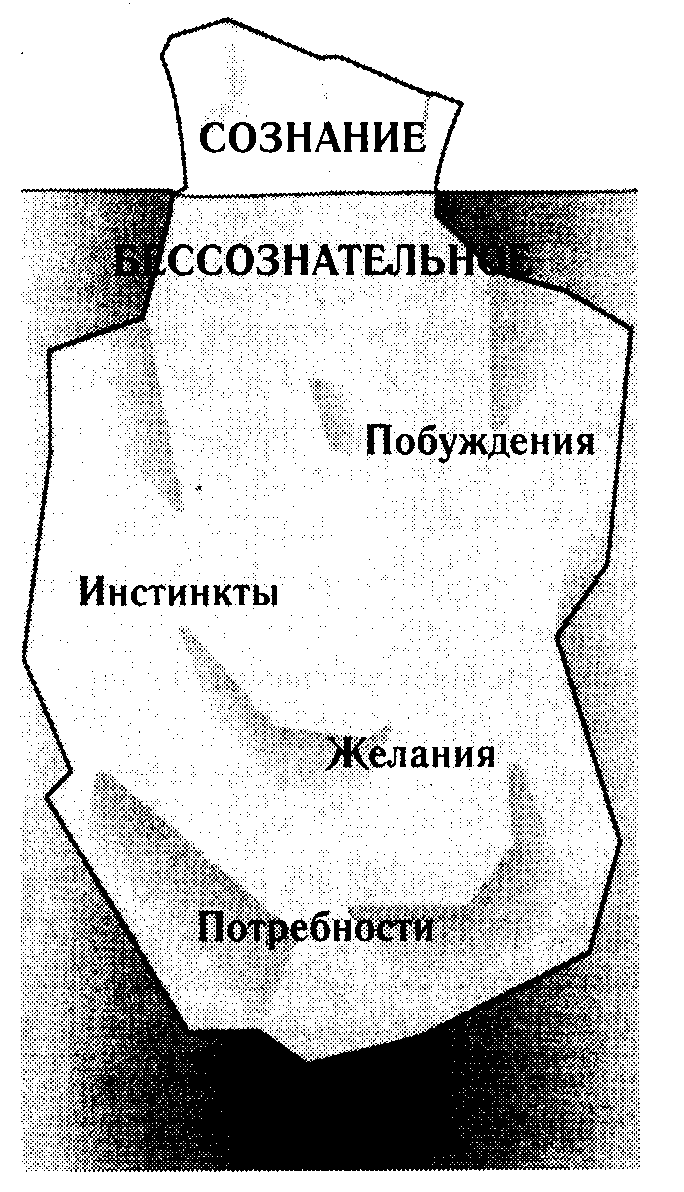 СОЗНАНИЕ
БЕССОЗНАТЕЛЬНОЕ
Побуждения
Инстинкты
Желания
Потребности